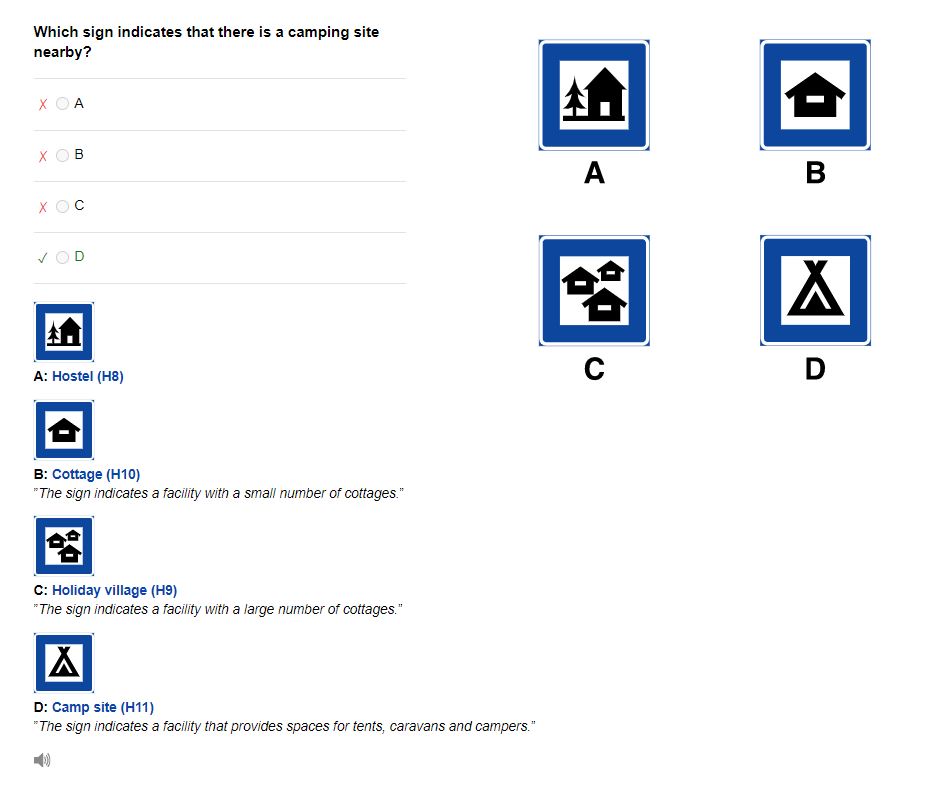 Which sign indicates that there is a camping site
nearby?
A
B
C
D
A: Hostel (H8)
B: Cottage (H10)
"The sign indicates a facility with a small number of cottages."
C: Holiday village (H9)
"The sign indicates a facility with a large number of cottages."
D: Camp site (H11)
"The sign indicates a facility that provides spaces for tents, caravans and campers."
A
B
C
D